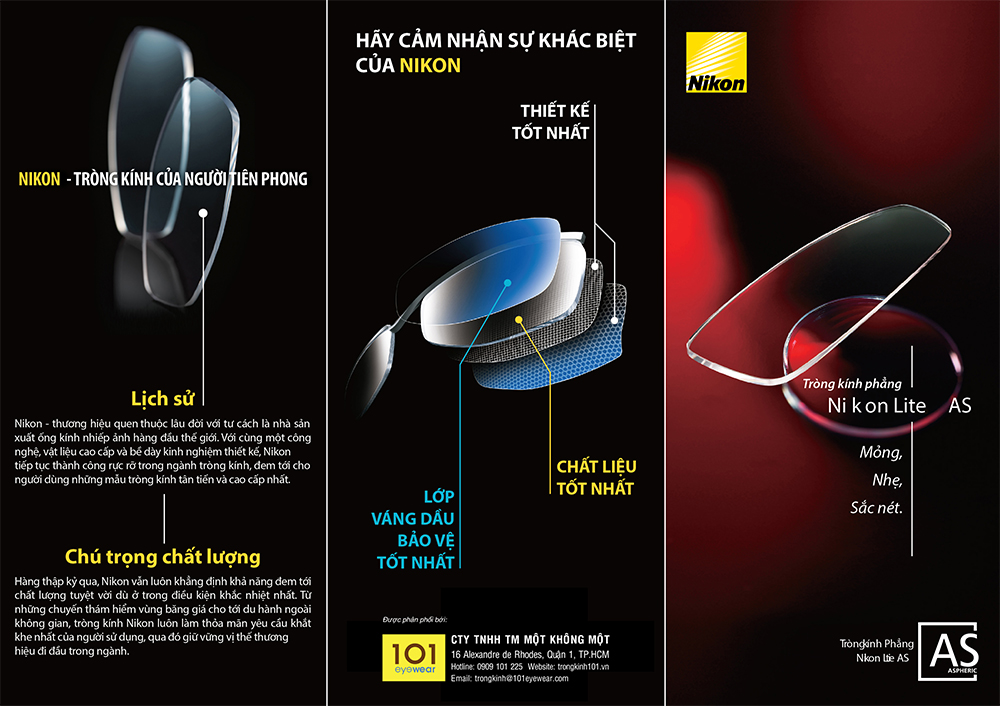 NIKON - TRÒNG KÍNH CỦA NGƯỜI TIÊN PHONG
Lịch sử
Nikon - thương hiệu quen thuộc lâu đời với tư cách là nhà sản
xuất ống kính nhiếp ảnh hàng đầu thế giới. Với cùng một công
nghệ, vật liệu cao cấp và bề dày kinh nghiệm thiết kế, Nikon
tiếp tục thành công rực rỡ trong ngành tròng kính, đem tới cho
người dùng những mẫu tròng kính tân tiến và cao cấp nhất.
Chú trọng chất lượng
Hàng thập kỷ qua, Nikon vẫn luôn khẳng định khả năng đem tới
chất lượng tuyệt vời dù ở trong điều kiện khắc nhiệt nhất. Từ
những chuyến thám hiểm vùng băng giá cho tới du hành ngoài
không gian, tròng kính Nikon luôn làm thỏa mãn yêu cầu khắt
khe nhất của người sử dụng, qua đó giữ vững vị thế thương
hiệu đi đầu trong ngành.
HÃY CẢM NHẬN SỰ KHÁC BIỆT
CỦA NIKON
THIẾT KẾ
TỐT NHẤT
CHẤT LIỆU
TỐT NHẤT
LỚP
VÁNG DẦU
BẢO VỆ
TỐT NHẤT
Được phân phối bởi:
101
eyewear
CTY TNHH TM MỘT KHÔNG MỘT
16 Alexandre de Rhodes, Quận 1, TP.HCM
Hotline: 0909 101 225 Website: trongkinh101.vn
Email: trongkinh@101eyewear.com
Nikon
Tròng kính phẳng
Nikon Lite AS
Mỏng,
Nhẹ,
Sắc nét.
Tròng kính Phẳng
Nikon Lite AS
AS
ASPHERIC